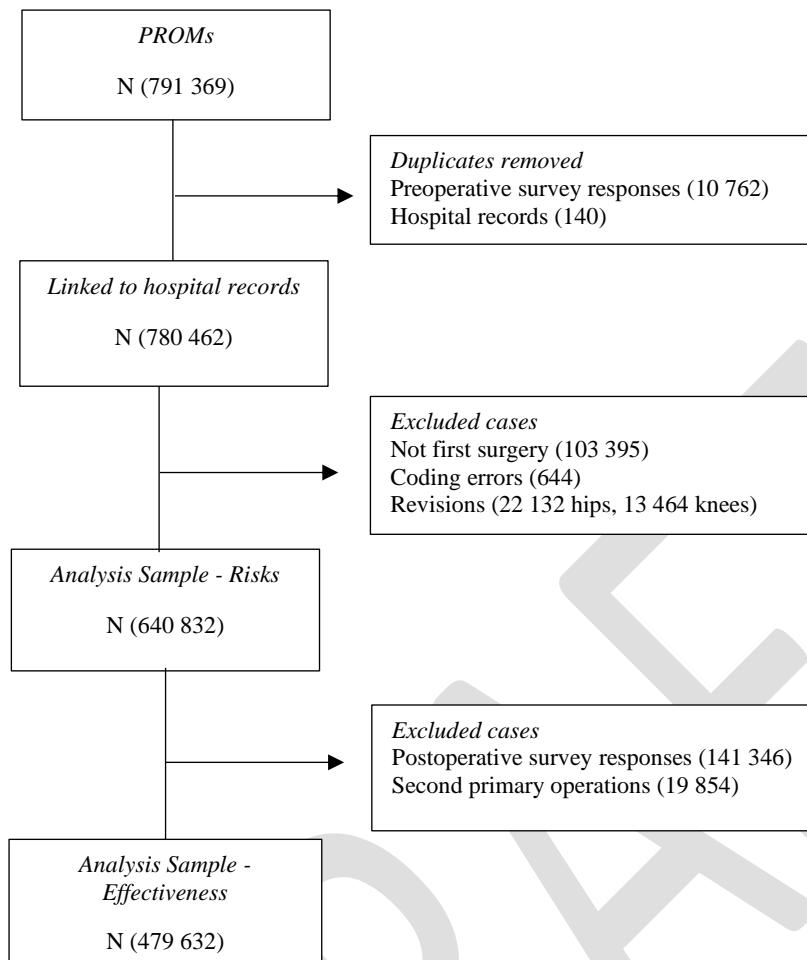 PROMs
N (791 369)
Duplicates removed
Preoperative survey responses (10 762)
Hospital records (140)
Linked to hospital records
N (780 462)
Excluded cases
Not first surgery (103 395)
Coding errors (644)
Revisions (22 132 hips, 13 464 knees)
Analysis Sample - Risks
N (640 832)
Excluded cases
Postoperative survey responses (141 346)
Second primary operations (19 854)
Analysis Sample -
Effectiveness
N (479 632)